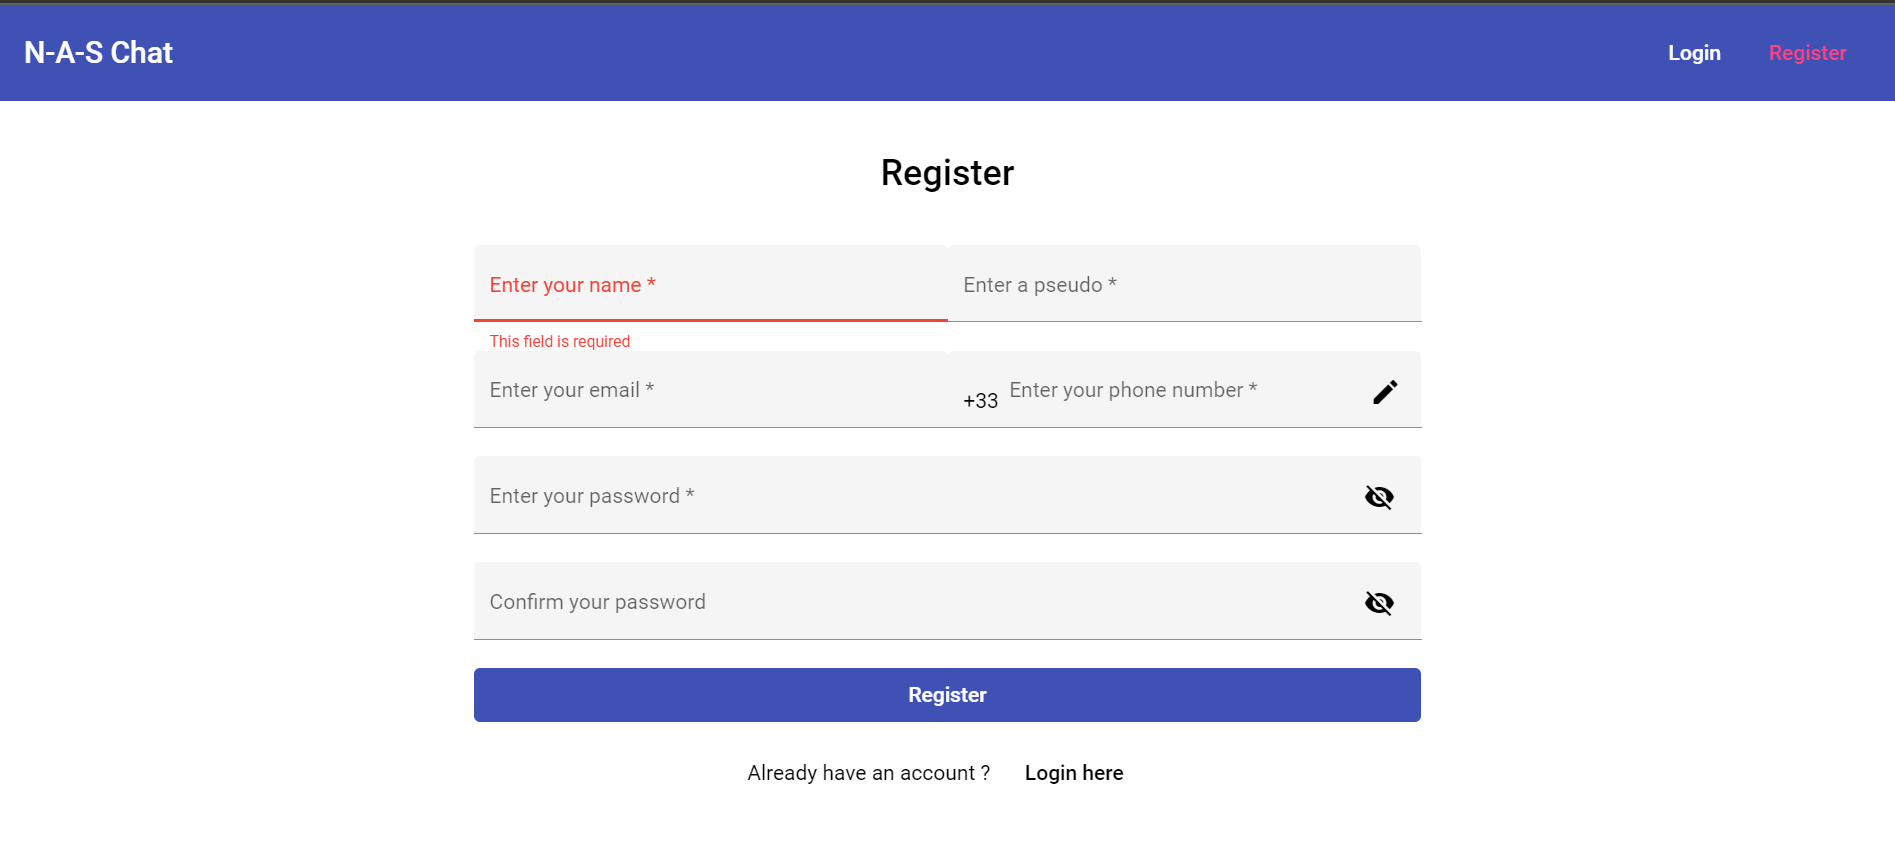 N-A-S Chat
Login
Register
Register
Enter your name *
Enter a pseudo *
This field is required
Enter your email *
+33 Enter your phone number *
Enter your password *
Confirm your password
Register
Already have an account ? Login here